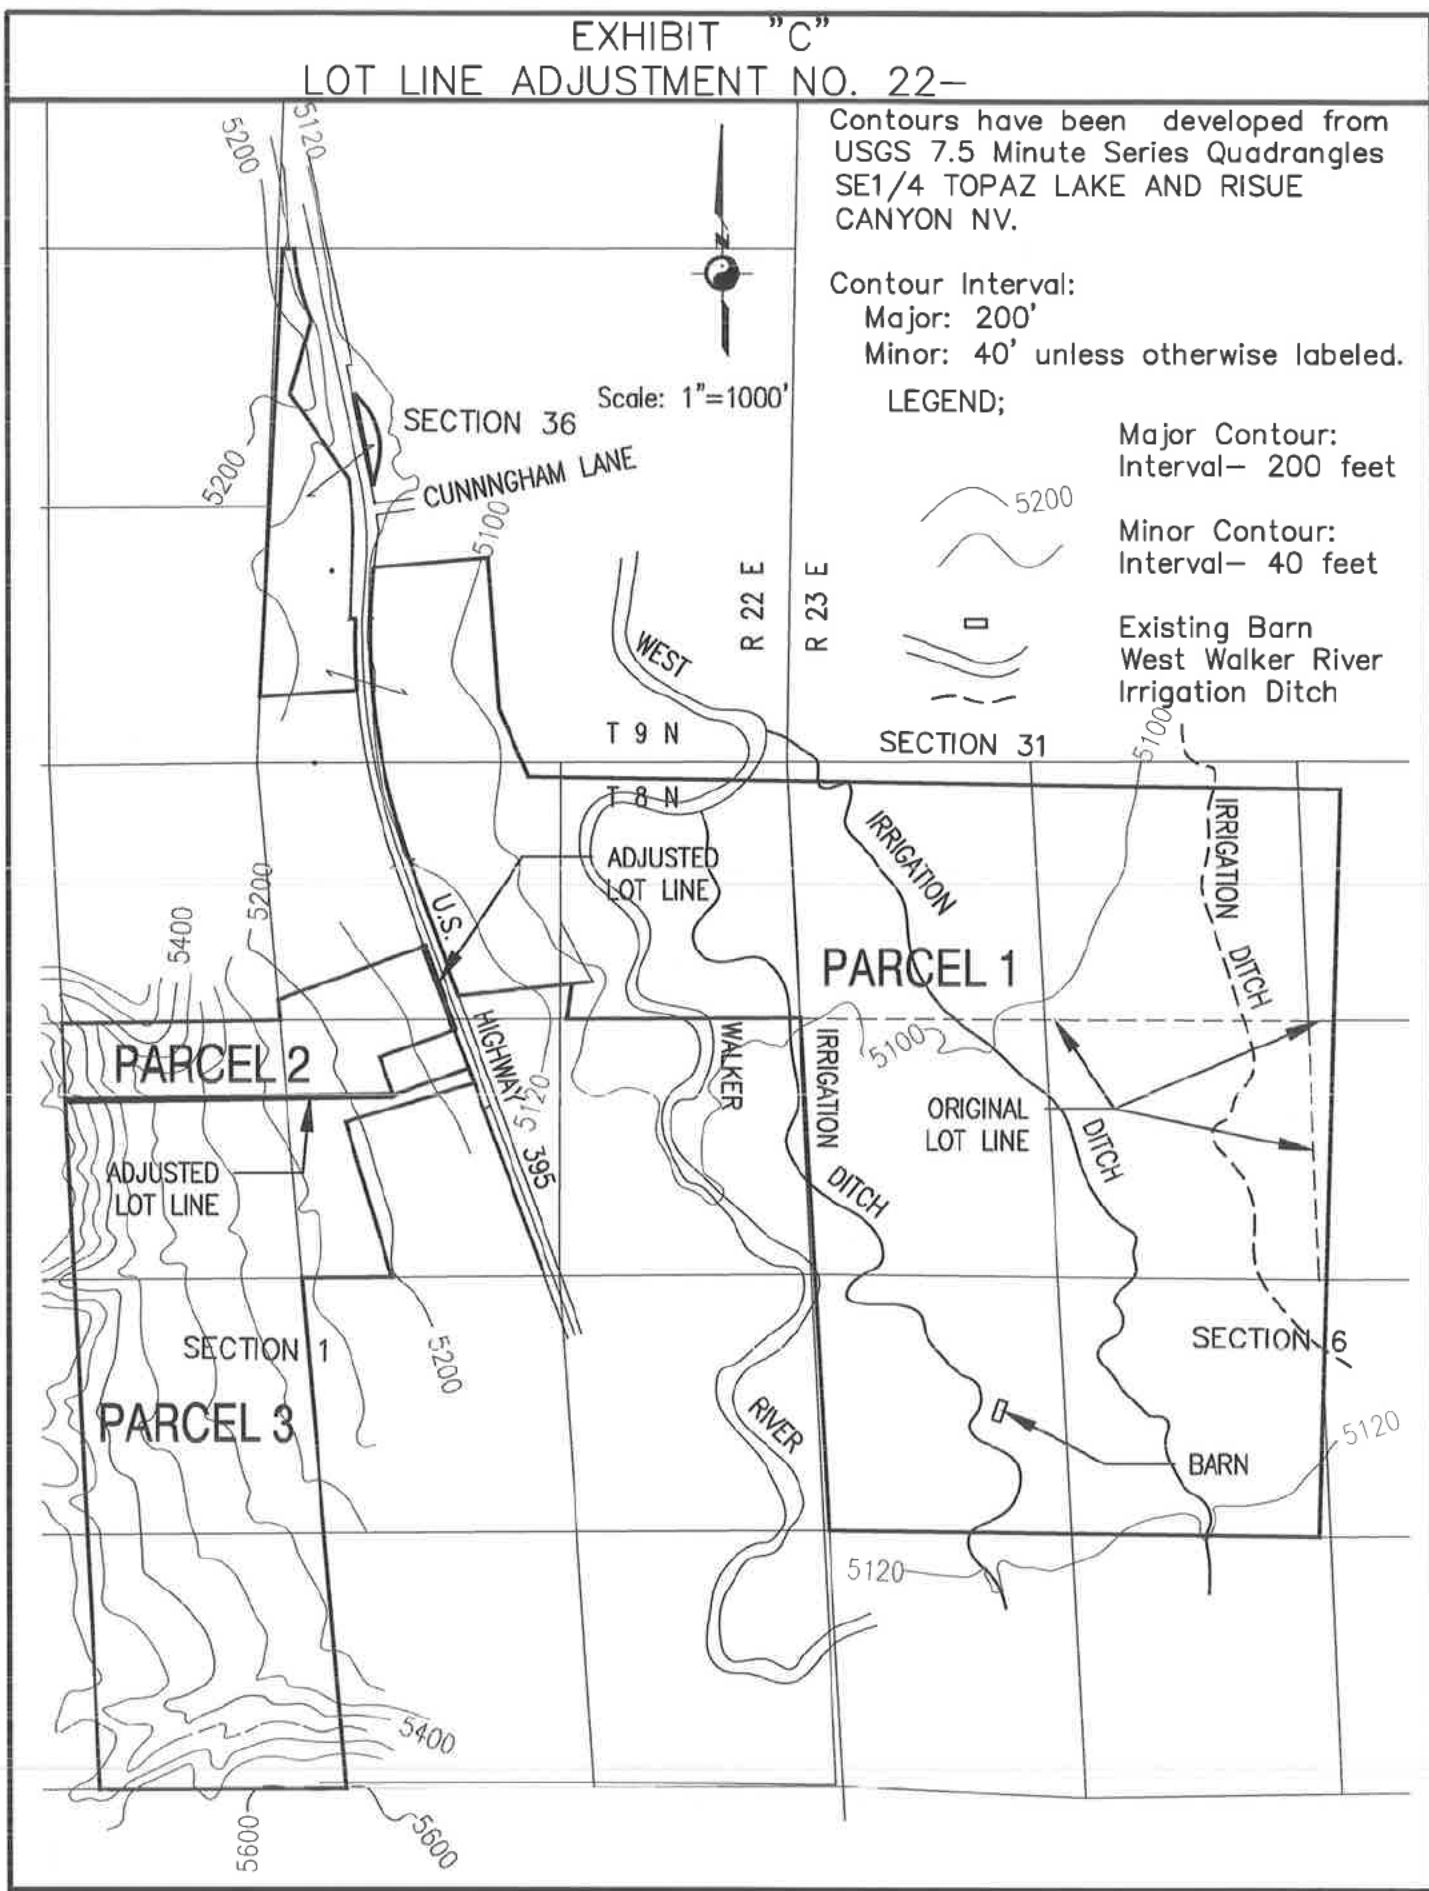 EXHIBIT "C"
LOT LINE ADJUSTMENT NO. 22-
Contours have been developed from
USGS 7.5 Minute Series Quadrangles
SE1/4 TOPAZ LAKE AND RISUE
CANYON NV.
Contour Interval:
Major: 200'
Minor: 40' unless otherwise labeled.
LEGEND;
Major Contour:
Interval- 200 feet
5200
Minor Contour:
Interval- 40 feet
Existing Barn
West Walker River
Irrigation Ditch
5200
5120
N
Scale: 1"=1000'
SECTION 36
CUNNNGHAM LANE
5200
5100
R 22 E
R 23 E
WEST
T 9 N
SECTION 31
5100
T 8 N
ADJUSTED
LOT LINE
IRRIGATION
IRRIGATION
DITCH
5200
5400
U.S.
HIGHWAY
395
PARCEL 1
PARCEL 2
5120
WALKER
IRRIGATION
DITCH
5100
ORIGINAL
LOT LINE
DITCH
ADJUSTED
LOT LINE
SECTION 1
5200
SECTION 6
PARCEL 3
RIVER
BARN
5120
5120
5400
5600
5600